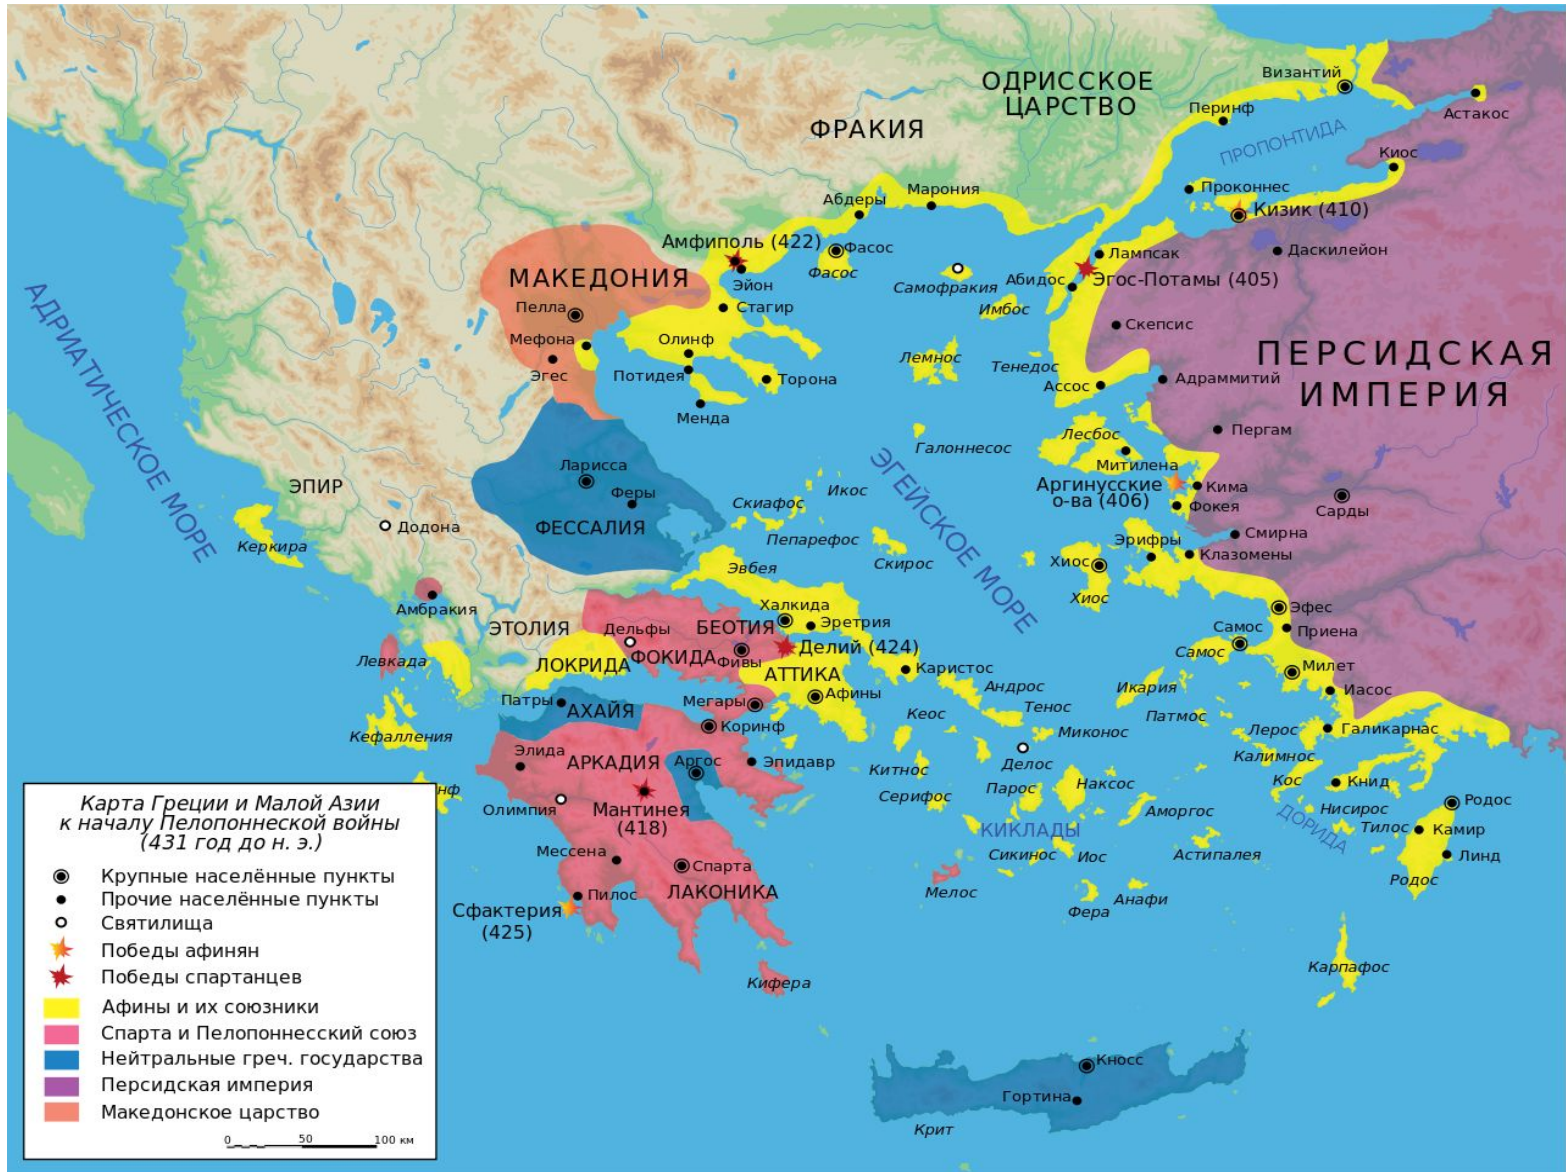 ОДРИССКОЕ
ЦАРСТВО
Византий
Перинф
Астакос
ФРАКИЯ
ПРОПОНТИДА
Киос
Абдеры
Марония
Проконнес
Кизик (410)
Амфиполь (422)
Фасос
Фасос
Самофракия
Лампсак
Даскилейон
Эгос-Потамы (405)
Абидос
МАКЕДОНИЯ
Эйон
Стагир
Имбос
Пелла
Мефона
Эгес
Олинф
Потидея
Торона
Менда
Лемнос
Тенедос
Скепсис
Ассос
Адраммитий
ПЕРСИДСКАЯ
ИМПЕРИЯ
АДРИАТИЧЕСКОЕ МОРЕ
Лесбос
Митилена
Пергам
Галоннесос
ЭГЕЙСКОЕ МОРЕ
Аргинусские
о-ва (406)
Кима
Фокея
Сарды
Ларисса
Феры
ФЕССАЛИЯ
ЭПИР
Додона
Керкира
Икос
Скиафос
Пепарефос
Скирос
Смирна
Эрифры
Клазомены
Хиос
Хиос
Эвбея
Амбракия
Халкида
Эретрия
Эфес
Приена
ЭТОЛИЯ
Дельфы
БЕОТИЯ
Делий (424)
Самос
Самос
Левкада
ЛОКРИДА
ФОКИДА
Фивы
АТТИКА
Каристос
Милет
Афины
Андрос
Икария
Иасос
Патры
АХАЙЯ
Мегары
Коринф
Кеос
Тенос
Миконос
Патмос
Лерос
Галикарнас
Кефалления
Элида
АРКАДИЯ
Аргос
Эпидавр
Китнос
Делос
Калимнос
Кос
Книд
нф
Олимпия
Мантинея
(418)
Серифос
Парос
Наксос
Аморгос
Нисирос
Родос
Тилос
Камир
ДОРИДА
КИКЛАДЫ
Линд
Родос
Мессена
Спарта
ЛАКОНИКА
Сикинос
Иос
Астипалея
Пилос
Сфактерия
(425)
Мелос
Фера
Анафи
Карпафос
Кифера
Кносс
Гортина
Крит
Карта Греции и Малой Азии
к началу Пелопоннеской войны
(431 год до н. э.)
Крупные населённые пункты
Прочие населённые пункты
Святилища
Победы афинян
Победы спартанцев
Афины и их союзники
Спарта и Пелопоннесский союз
Нейтральные греч. государства
Персидская империя
Македонское царство
0 50 100 км